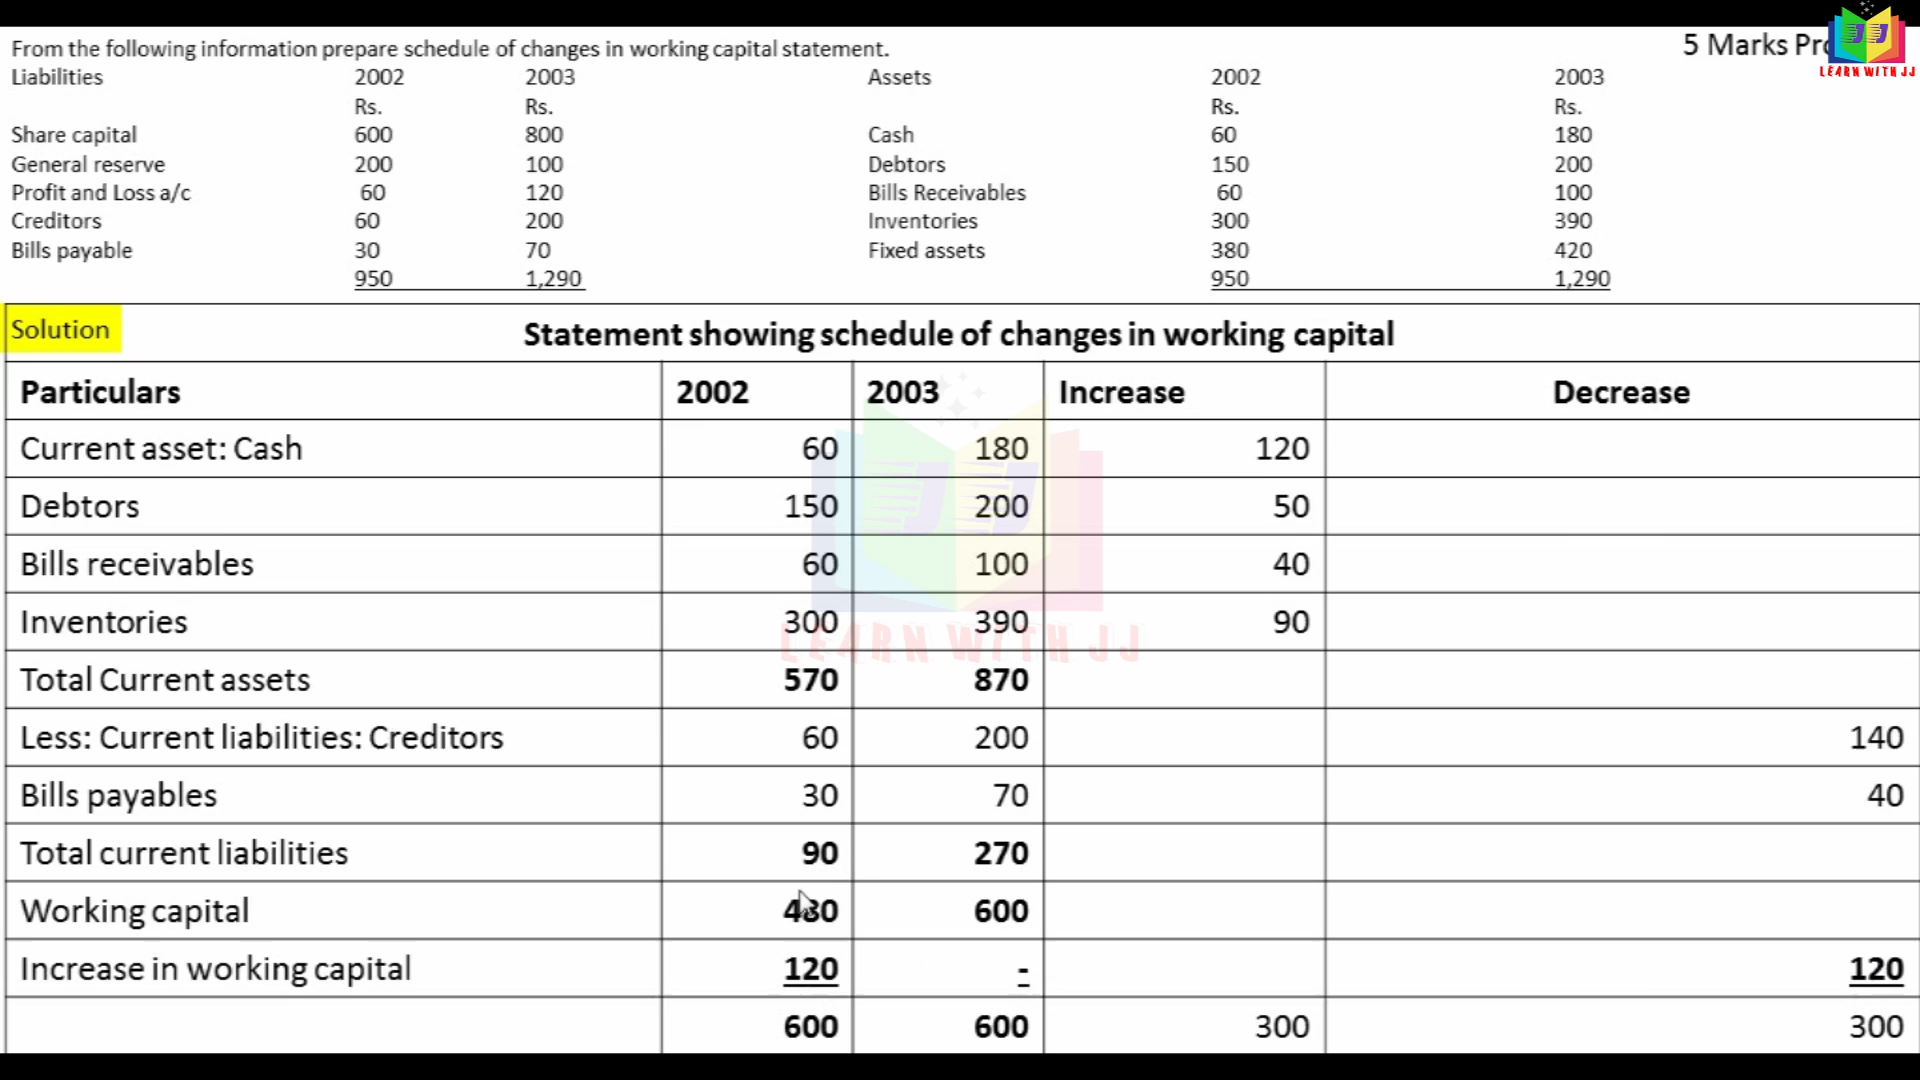 From the following information prepare schedule of changes in working capital statement. 5 Marks
LE4RN WITH JJ
Liabilities 2002 2003 Assets 2002 2003
Rs. Rs. Rs. Rs.
Share capital 600 800 Cash 60 180
General reserve 200 100 Debtors 150 200
Profit and Loss a/c 60 120 Bills Receivables 60 100
Creditors 60 200 Inventories 300 390
Bills payable 30 70 Fixed assets 380 420
950 1,290 950 1,290
Solution Statement showing schedule of changes in working capital
Particulars 2002 2003 Increase Decrease
Current asset: Cash 60 180 120
Debtors 150 200 50
Bills receivables 60 100 40
Inventories 300 390 90
LE4RN WITH JJ
Total Current assets 570 870
Less: Current liabilities: Creditors 60 200 140
Bills payables 30 70 40
Total current liabilities 90 270
Working capital 480 600
Increase in working capital 120 - 120
600 600 300 300